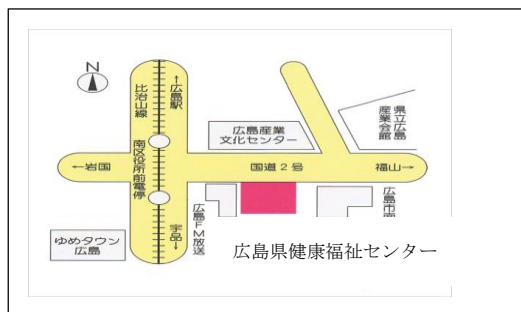 N
比治山線
←広島駅
県立広島
産業会館
広島産業
文化センター
南区役所前電停
←岩国
国道2号
福山→
広島FM放送
宇品→
広島市南
ゆめタウン
広島
広島県健康福祉センター